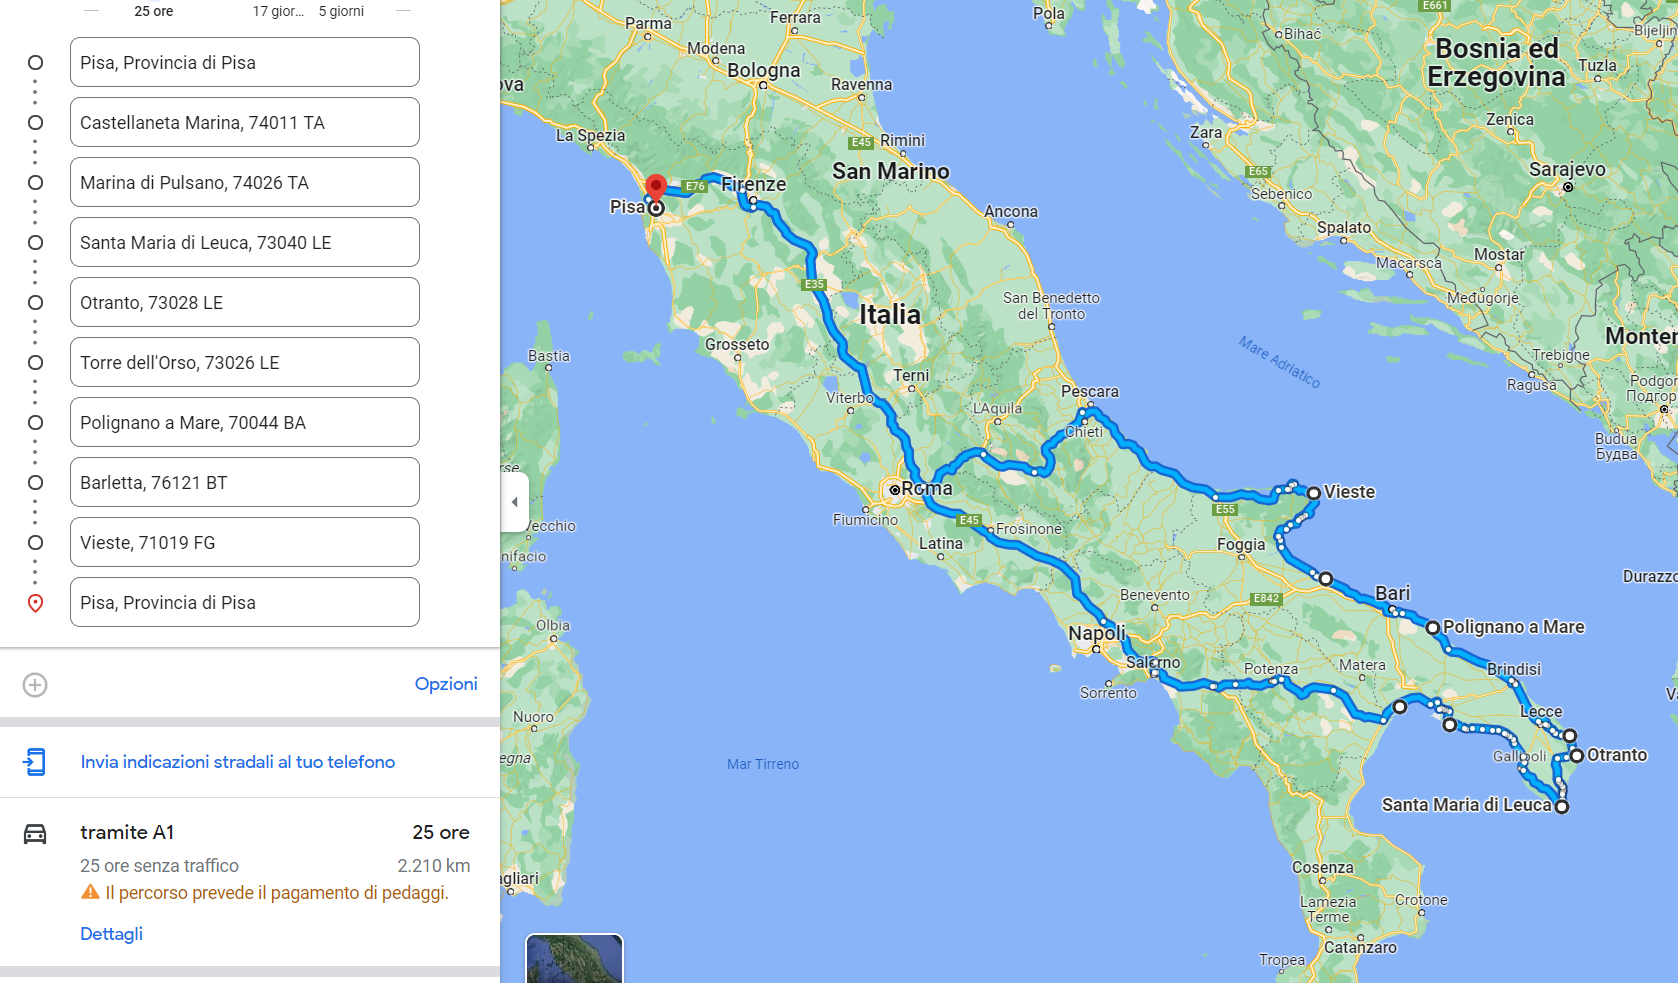 25 ore
17 gior...
5 giorni
Pisa, Provincia di Pisa
Castellaneta Marina, 74011 TA
Marina di Pulsano, 74026 TA
Santa Maria di Leuca, 73040 LE
Otranto, 73028 LE
Torre dell'Orso, 73026 LE
Polignano a Mare, 70044 BA
Barletta, 76121 BT
Vieste, 71019 FG
Pisa, Provincia di Pisa
Opzioni
Invia indicazioni stradali al tuo telefono
tramite A1
25 ore
25 ore senza traffico
2.210 km
Il percorso prevede il pagamento di pedaggi.
Dettagli
Parma
Ferrara
Pola
E661
Bihać
Bijeljin
Modena
Bologna
Bosnia ed
Erzegovina
Tuzla
ova
Ravenna
La Spezia
E45
Rimini
Zara
Zenica
San Marino
E65
Sarajevo
E76
Firenze
Sebenico
Pisa
Ancona
Spalato
Mostar
Macarsca
E35
San Benedetto
del Tronto
Međugorje
Italia
Grosseto
Mare Adriatico
Monter
Bastia
Trebigne
Terni
Ragusa
Podgor
Подгор
Viterbo
Pescara
L'Aquila
Chieti
Budua
Будва
rse
Roma
Vieste
E55
Fiumicino
E45
Frosinone
vecchio
Latina
Foggia
nifacio
Durazzo
Bari
Benevento
E842
Olbia
Napoli
Polignano a Mare
Salerno
Potenza
Matera
Brindisi
Sorrento
Nuoro
Lecce
egna
Mar Tirreno
Gallipoli
Otranto
Santa Maria di Leuca
agliari
Cosenza
Lamezia
Terme
Crotone
Catanzaro
Tropea